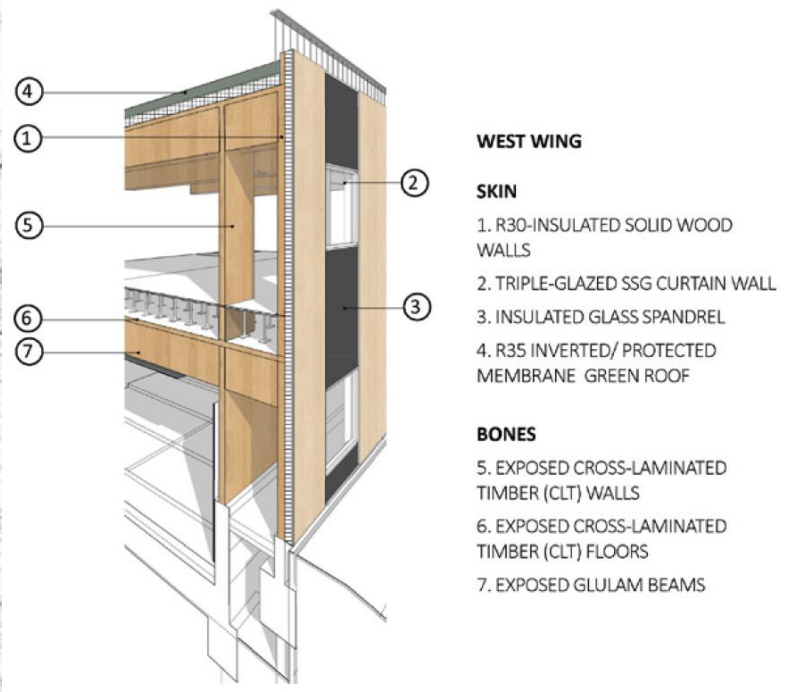 4
1
2
5
3
6
7
WEST WING
SKIN
1. R30-INSULATED SOLID WOOD
WALLS
2. TRIPLE-GLAZED SSG CURTAIN WALL
3. INSULATED GLASS SPANDREL
4. R35 INVERTED/ PROTECTED
MEMBRANE GREEN ROOF
BONES
5. EXPOSED CROSS-LAMINATED
TIMBER (CLT) WALLS
6. EXPOSED CROSS-LAMINATED
TIMBER (CLT) FLOORS
7. EXPOSED GLULAM BEAMS